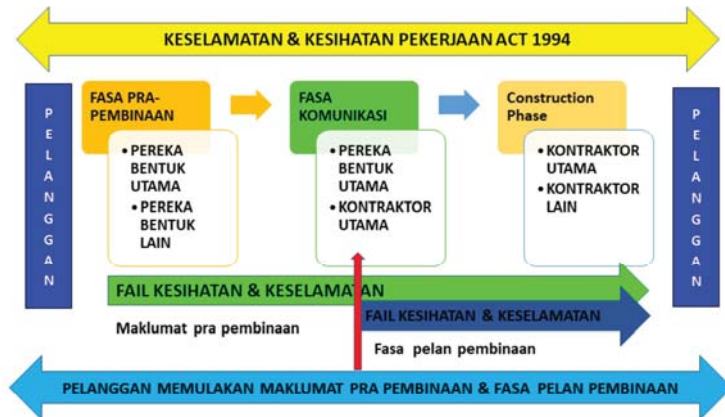 KESELAMATAN & KESIHATAN PEKERJAAN ACT 1994
PELANGGAN
FASA PRA-
PEMBINAAN
• PEREKA
BENTUK
UTAMA
• PEREKA
BENTUK
LAIN
FASA
KOMUNIKASI
• PEREKA
BENTUK
UTAMA
• KONTRAKTOR
UTAMA
Construction
Phase
• KONTRAKTOR
UTAMA
• KONTRAKTOR
LAIN
PELANGGAN
FAIL KESIHATAN & KESELAMATAN
Maklumat pra pembinaan
FAIL KESIHATAN & KESELAMATAN
Fasa pelan pembinaan
PELANGGAN MEMULAKAN MAKLUMAT PRA PEMBINAAN & FASA PELAN PEMBINAAN